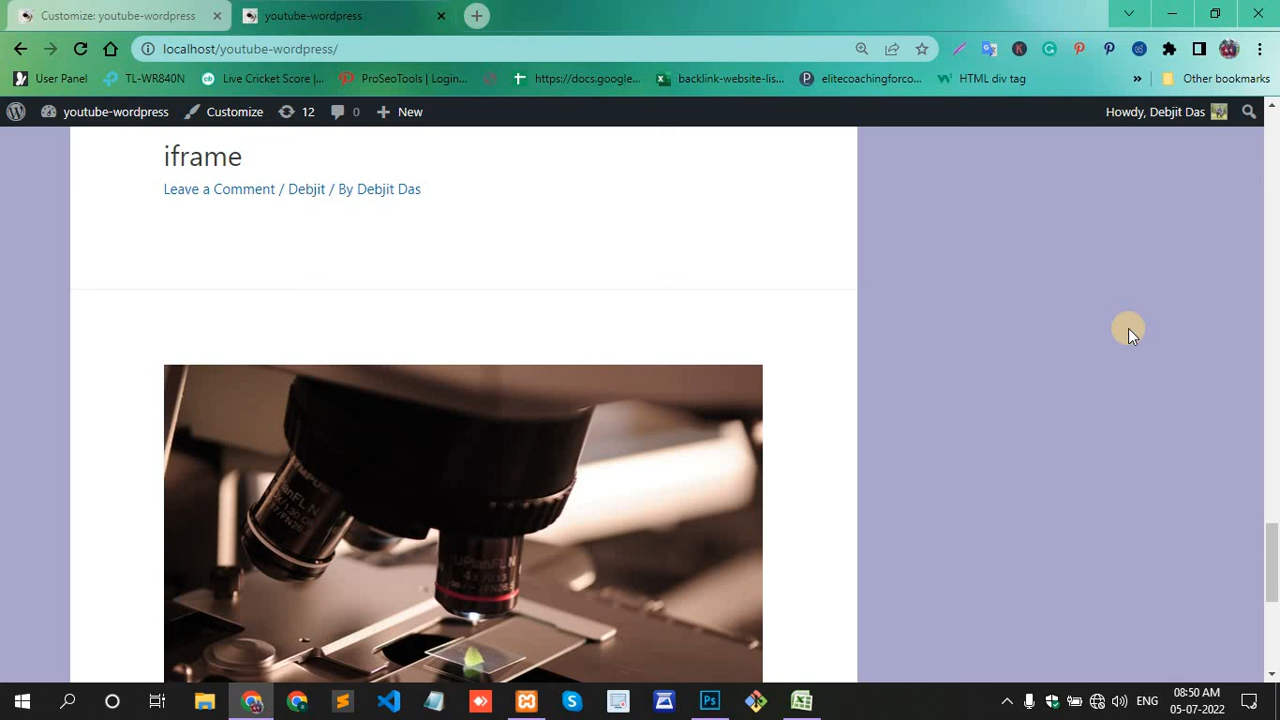 Customize: youtube-wordpress
youtube-wordpress
localhost/youtube-wordpress/
User Panel
TL-WR840N
Live Cricket Score |...
ProSeoTools | Login...
https://docs.google...
backlink-website-lis...
elitecoachingforco...
HTML div tag
»
Other bookmarks
youtube-wordpress
Customize
12
0
New
Howdy, Debjit Das
iframe
Leave a Comment / Debjit / By Debjit Das
UPlanFL N
ENG
08:50 AM
05-07-2022